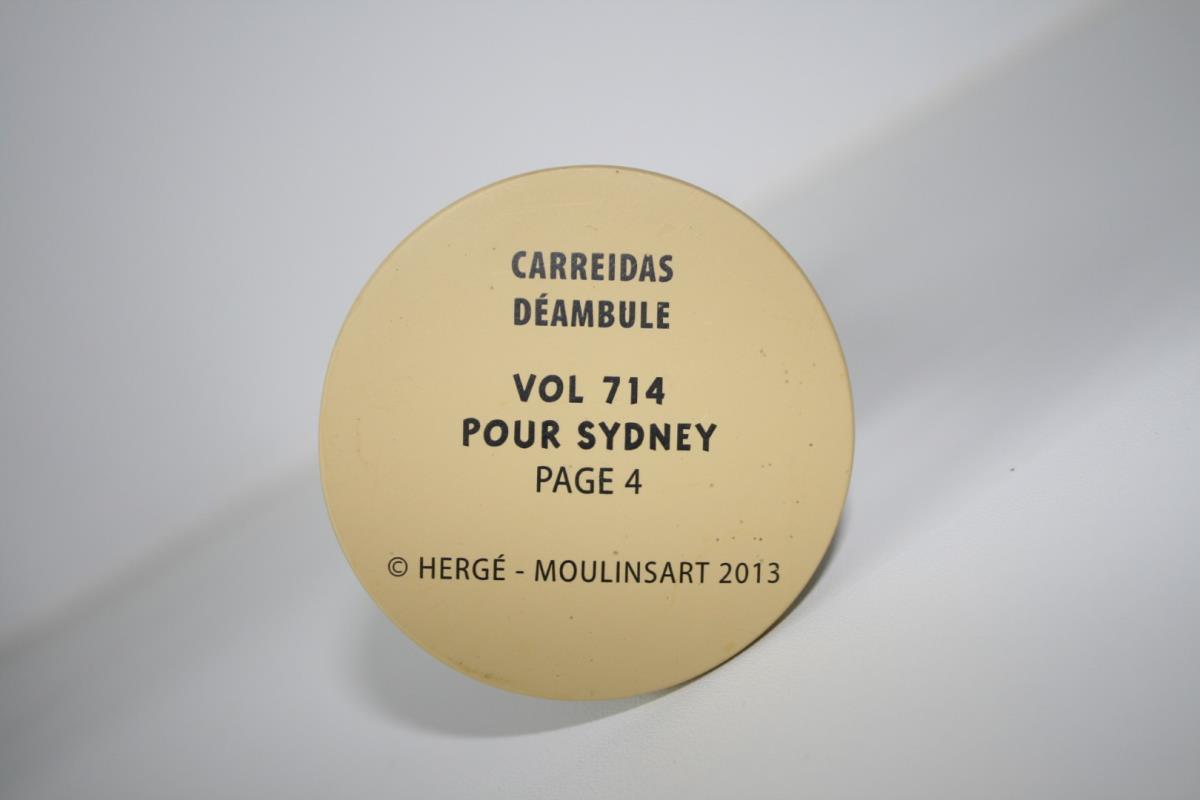 CARREIDAS
DÉAMBULE
VOL 714
POUR SYDNEY
PAGE 4
© HERGÉ - MOULINSART 2013